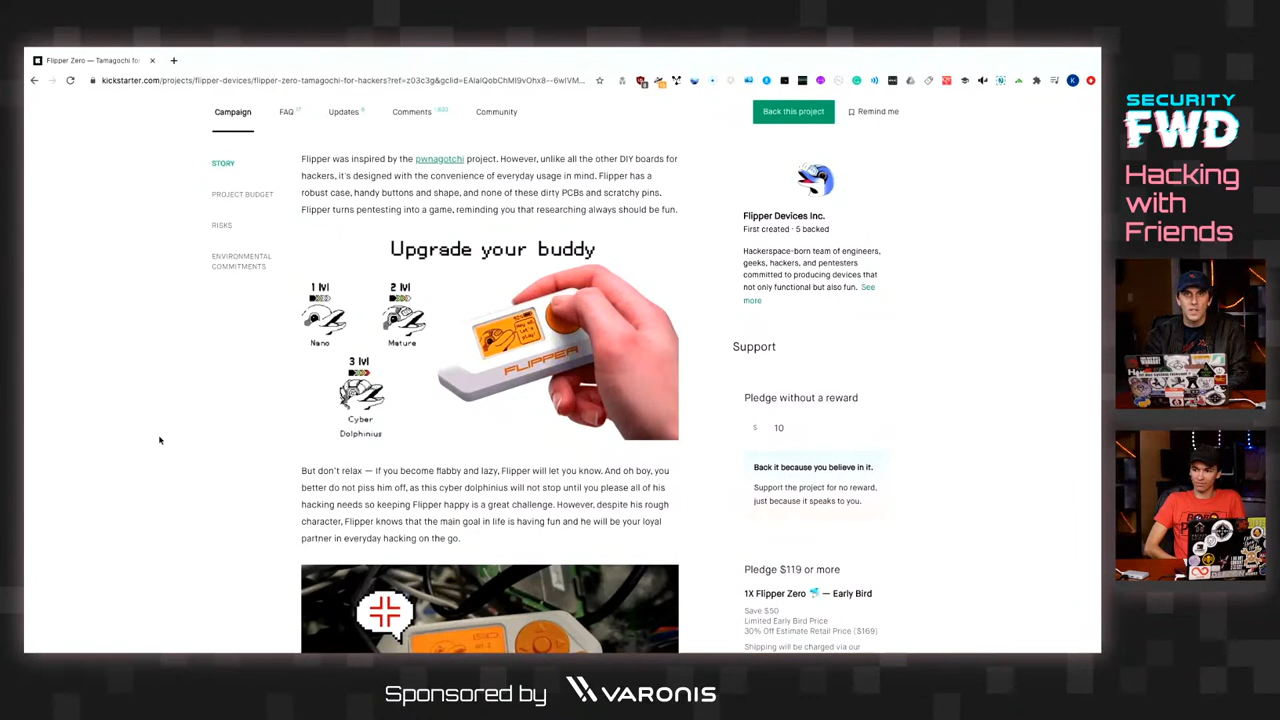 Flipper Zero — Tamagochi for
kickstarter.com/projects/flipper-devices/flipper-zero-tamagochi-for-hackers?ref=z03c3g&gclid=EAIaIQobChMI9vOhx8--6wIVM...
Campaign FAQ 17 Updates Comments Community
Back this project Remind me
STORY
PROJECT BUDGET
RISKS
ENVIRONMENTAL
COMMITMENTS
Flipper was inspired by the pwnagotchi project. However, unlike all the other DIY boards for
hackers, it's designed with the convenience of everyday usage in mind. Flipper has a
robust case, handy buttons and shape, and none of these dirty PCBs and scratchy pins.
Flipper turns pentesting into a game, reminding you that researching always should be fun.
Upgrade your buddy
1 lvl
Nano
2 lvl
Mature
3 lvl
Cyber
Dolphinius
FLIPPER
But don't relax — If you become flabby and lazy, Flipper will let you know. And oh boy, you
better do not piss him off, as this cyber dolphinius will not stop until you please all of his
hacking needs so keeping Flipper happy is a great challenge. However, despite his rough
character, Flipper knows that the main goal in life is having fun and he will be your loyal
partner in everyday hacking on the go.
Flipper Devices Inc.
First created · 5 backed
Hackerspace-born team of engineers,
geeks, hackers, and pentesters
committed to producing devices that
not only functional but also fun. See
more
Support
Pledge without a reward
$ 10
Back it because you believe in it.
Support the project for no reward,
just because it speaks to you.
Pledge $119 or more
1X Flipper Zero — Early Bird
Save $50
Limited Early Bird Price
30% Off Estimate Retail Price ($169)
Shipping will be charged via our
SECURITY
FWD
Hacking
with
Friends
Sponsored by VARONIS